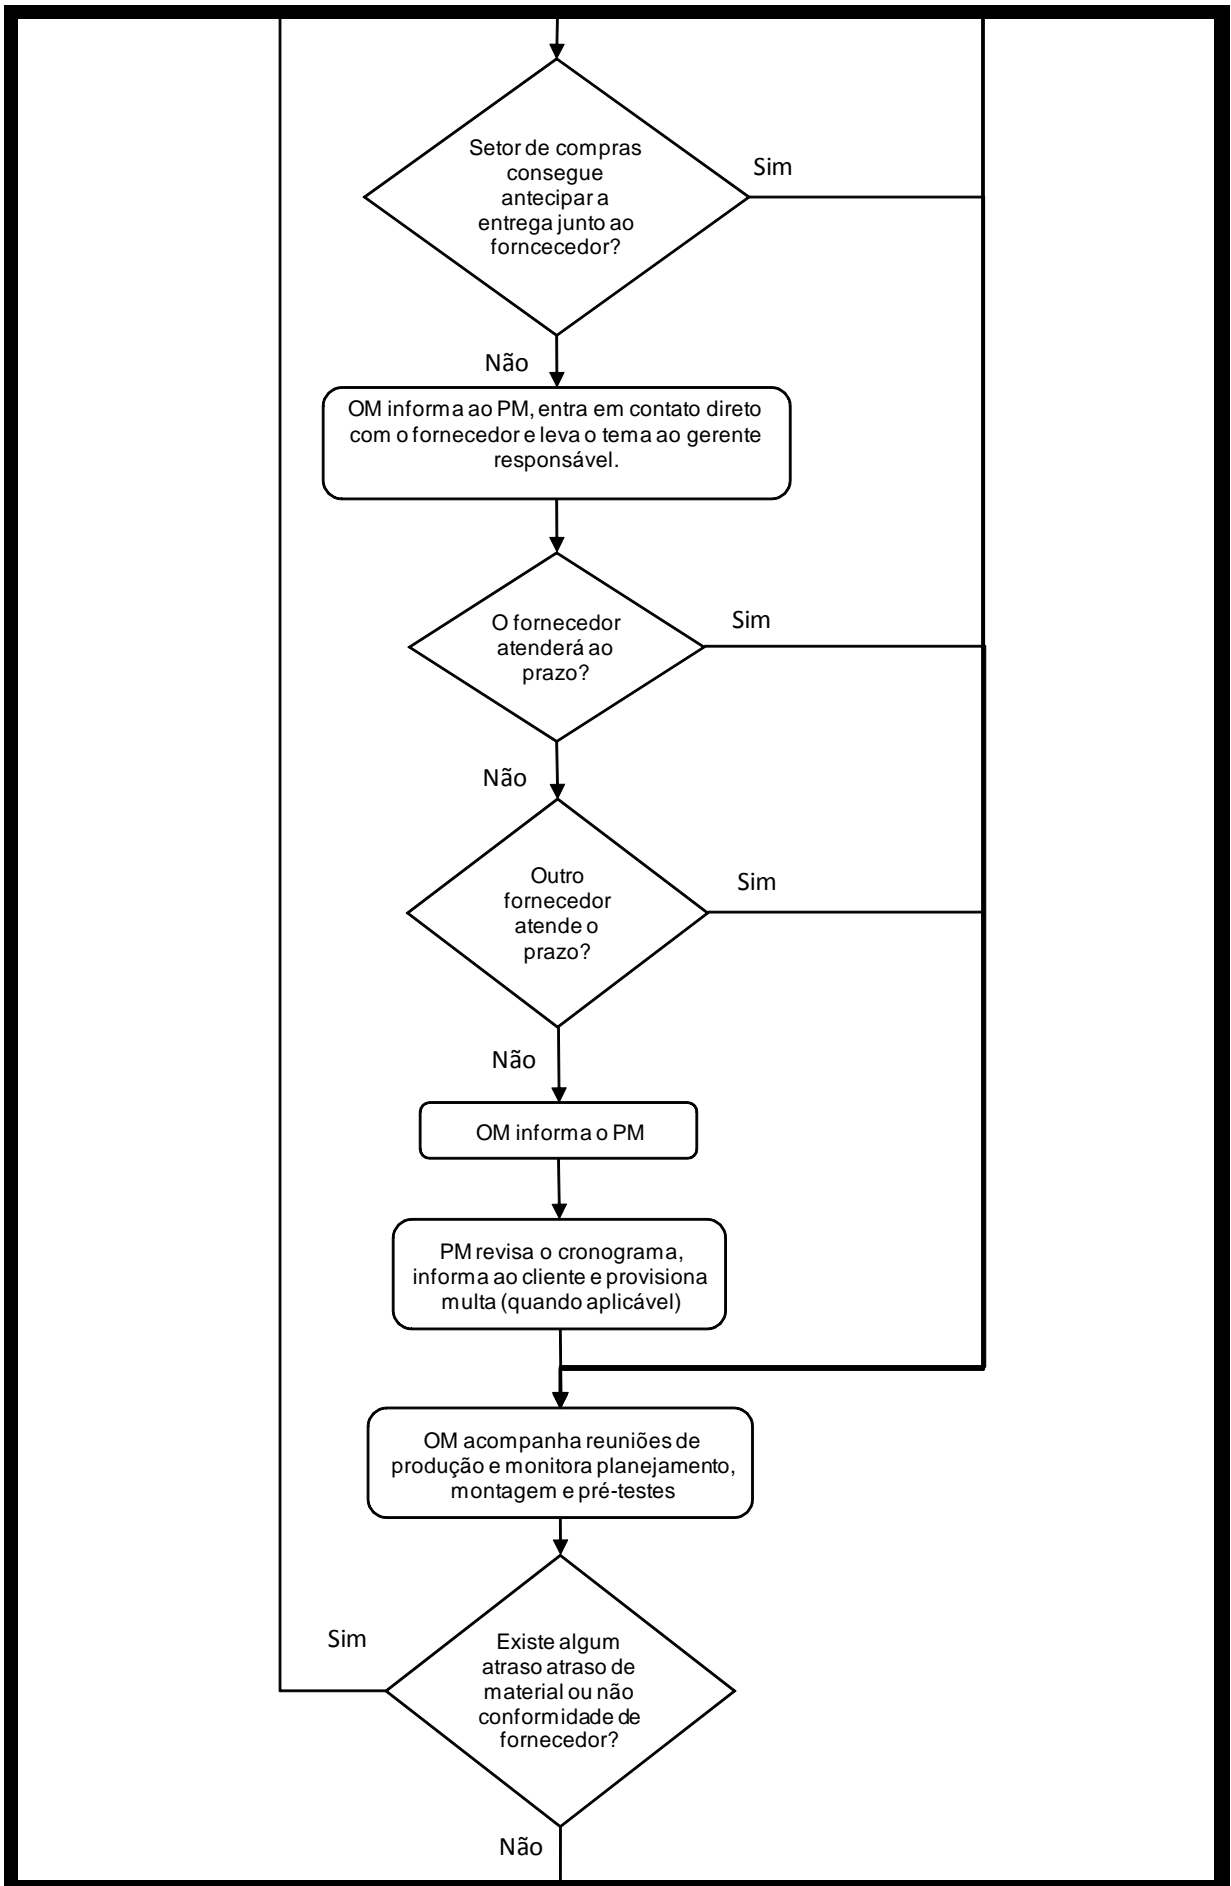 Setor de compras
consegue
antecipar a
entrega junto ao
forncecedor?
Sim
Não
OM informa ao PM, entra em contato direto
com o fornecedor e leva o tema ao gerente
responsável.
O fornecedor
atenderá ao
prazo?
Sim
Não
Outro
fornecedor
atende o
prazo?
Sim
Não
OM informa o PM
PM revisa o cronograma,
informa ao cliente e provisiona
multa (quando aplicável)
OM acompanha reuniões de
produção e monitora planejamento,
montagem e pré-testes
Sim
Existe algum
atraso atraso de
material ou não
conformidade de
fornecedor?
Não